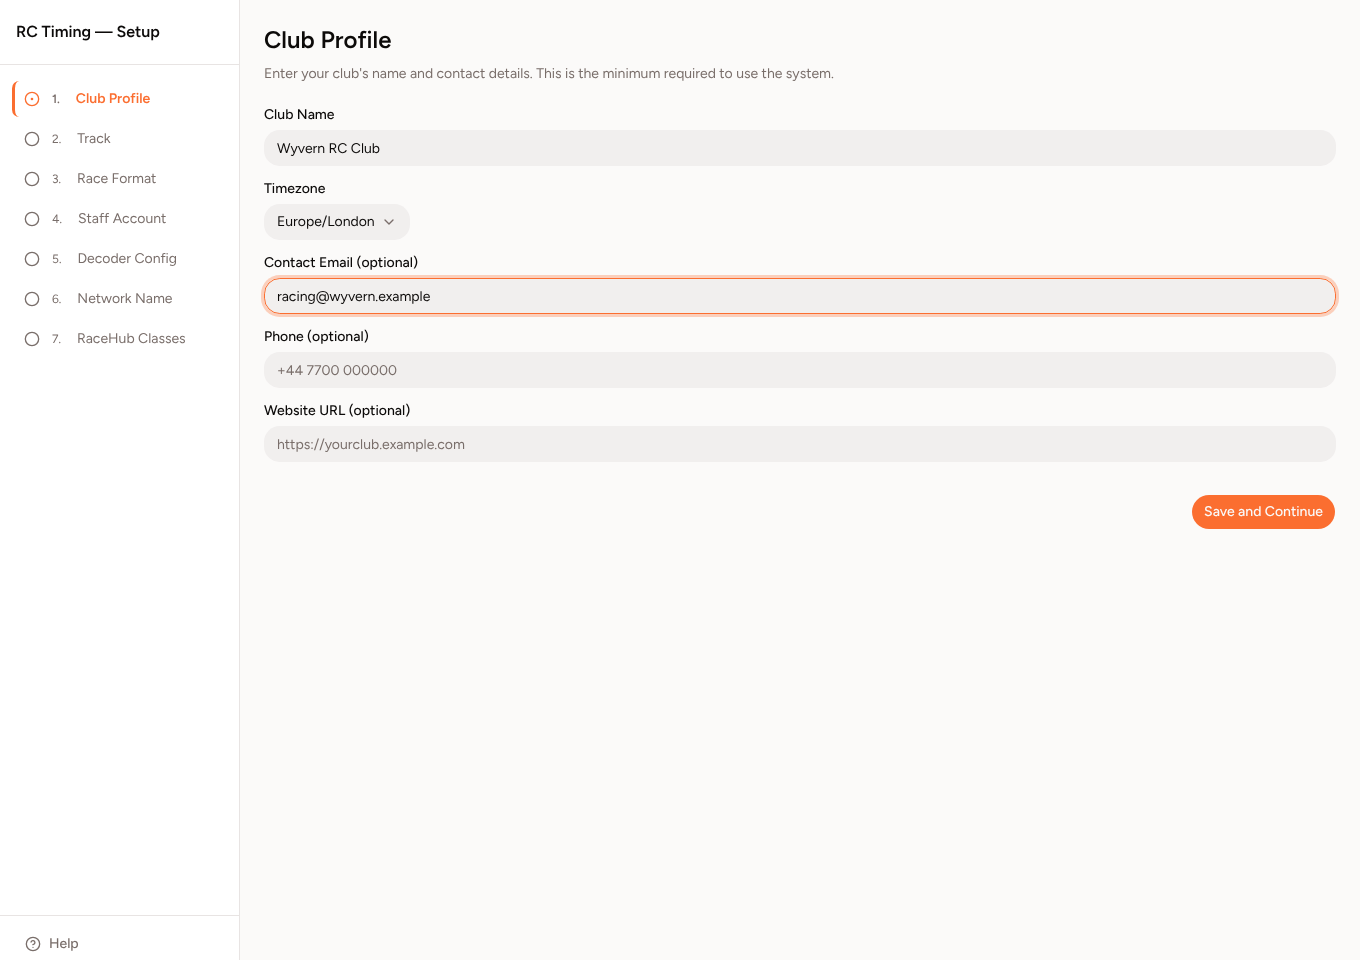 RC Timing — Setup
1. Club Profile
2. Track
3. Race Format
4. Staff Account
5. Decoder Config
6. Network Name
7. RaceHub Classes
Help
Club Profile
Enter your club's name and contact details. This is the minimum required to use the system.
Club Name
Wyvern RC Club
Timezone
Europe/London
Contact Email (optional)
racing@wyvern.example
Phone (optional)
+44 7700 000000
Website URL (optional)
https://yourclub.example.com
Save and Continue